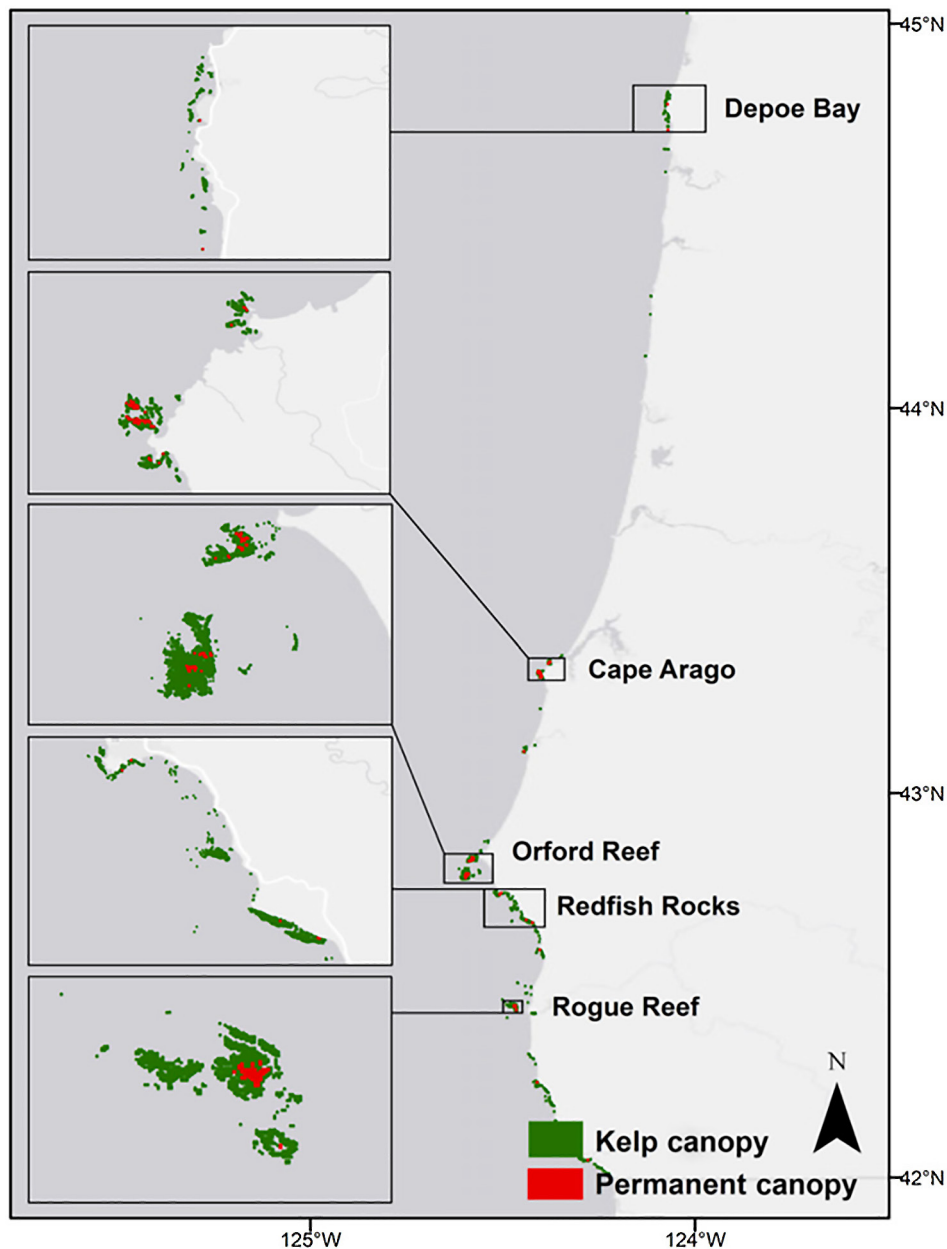 45°N
Depoe Bay
44°N
Cape Arago
43°N
Orford Reef
Redfish Rocks
Rogue Reef
N
Kelp canopy
Permanent canopy
42°N
125°W
124°W